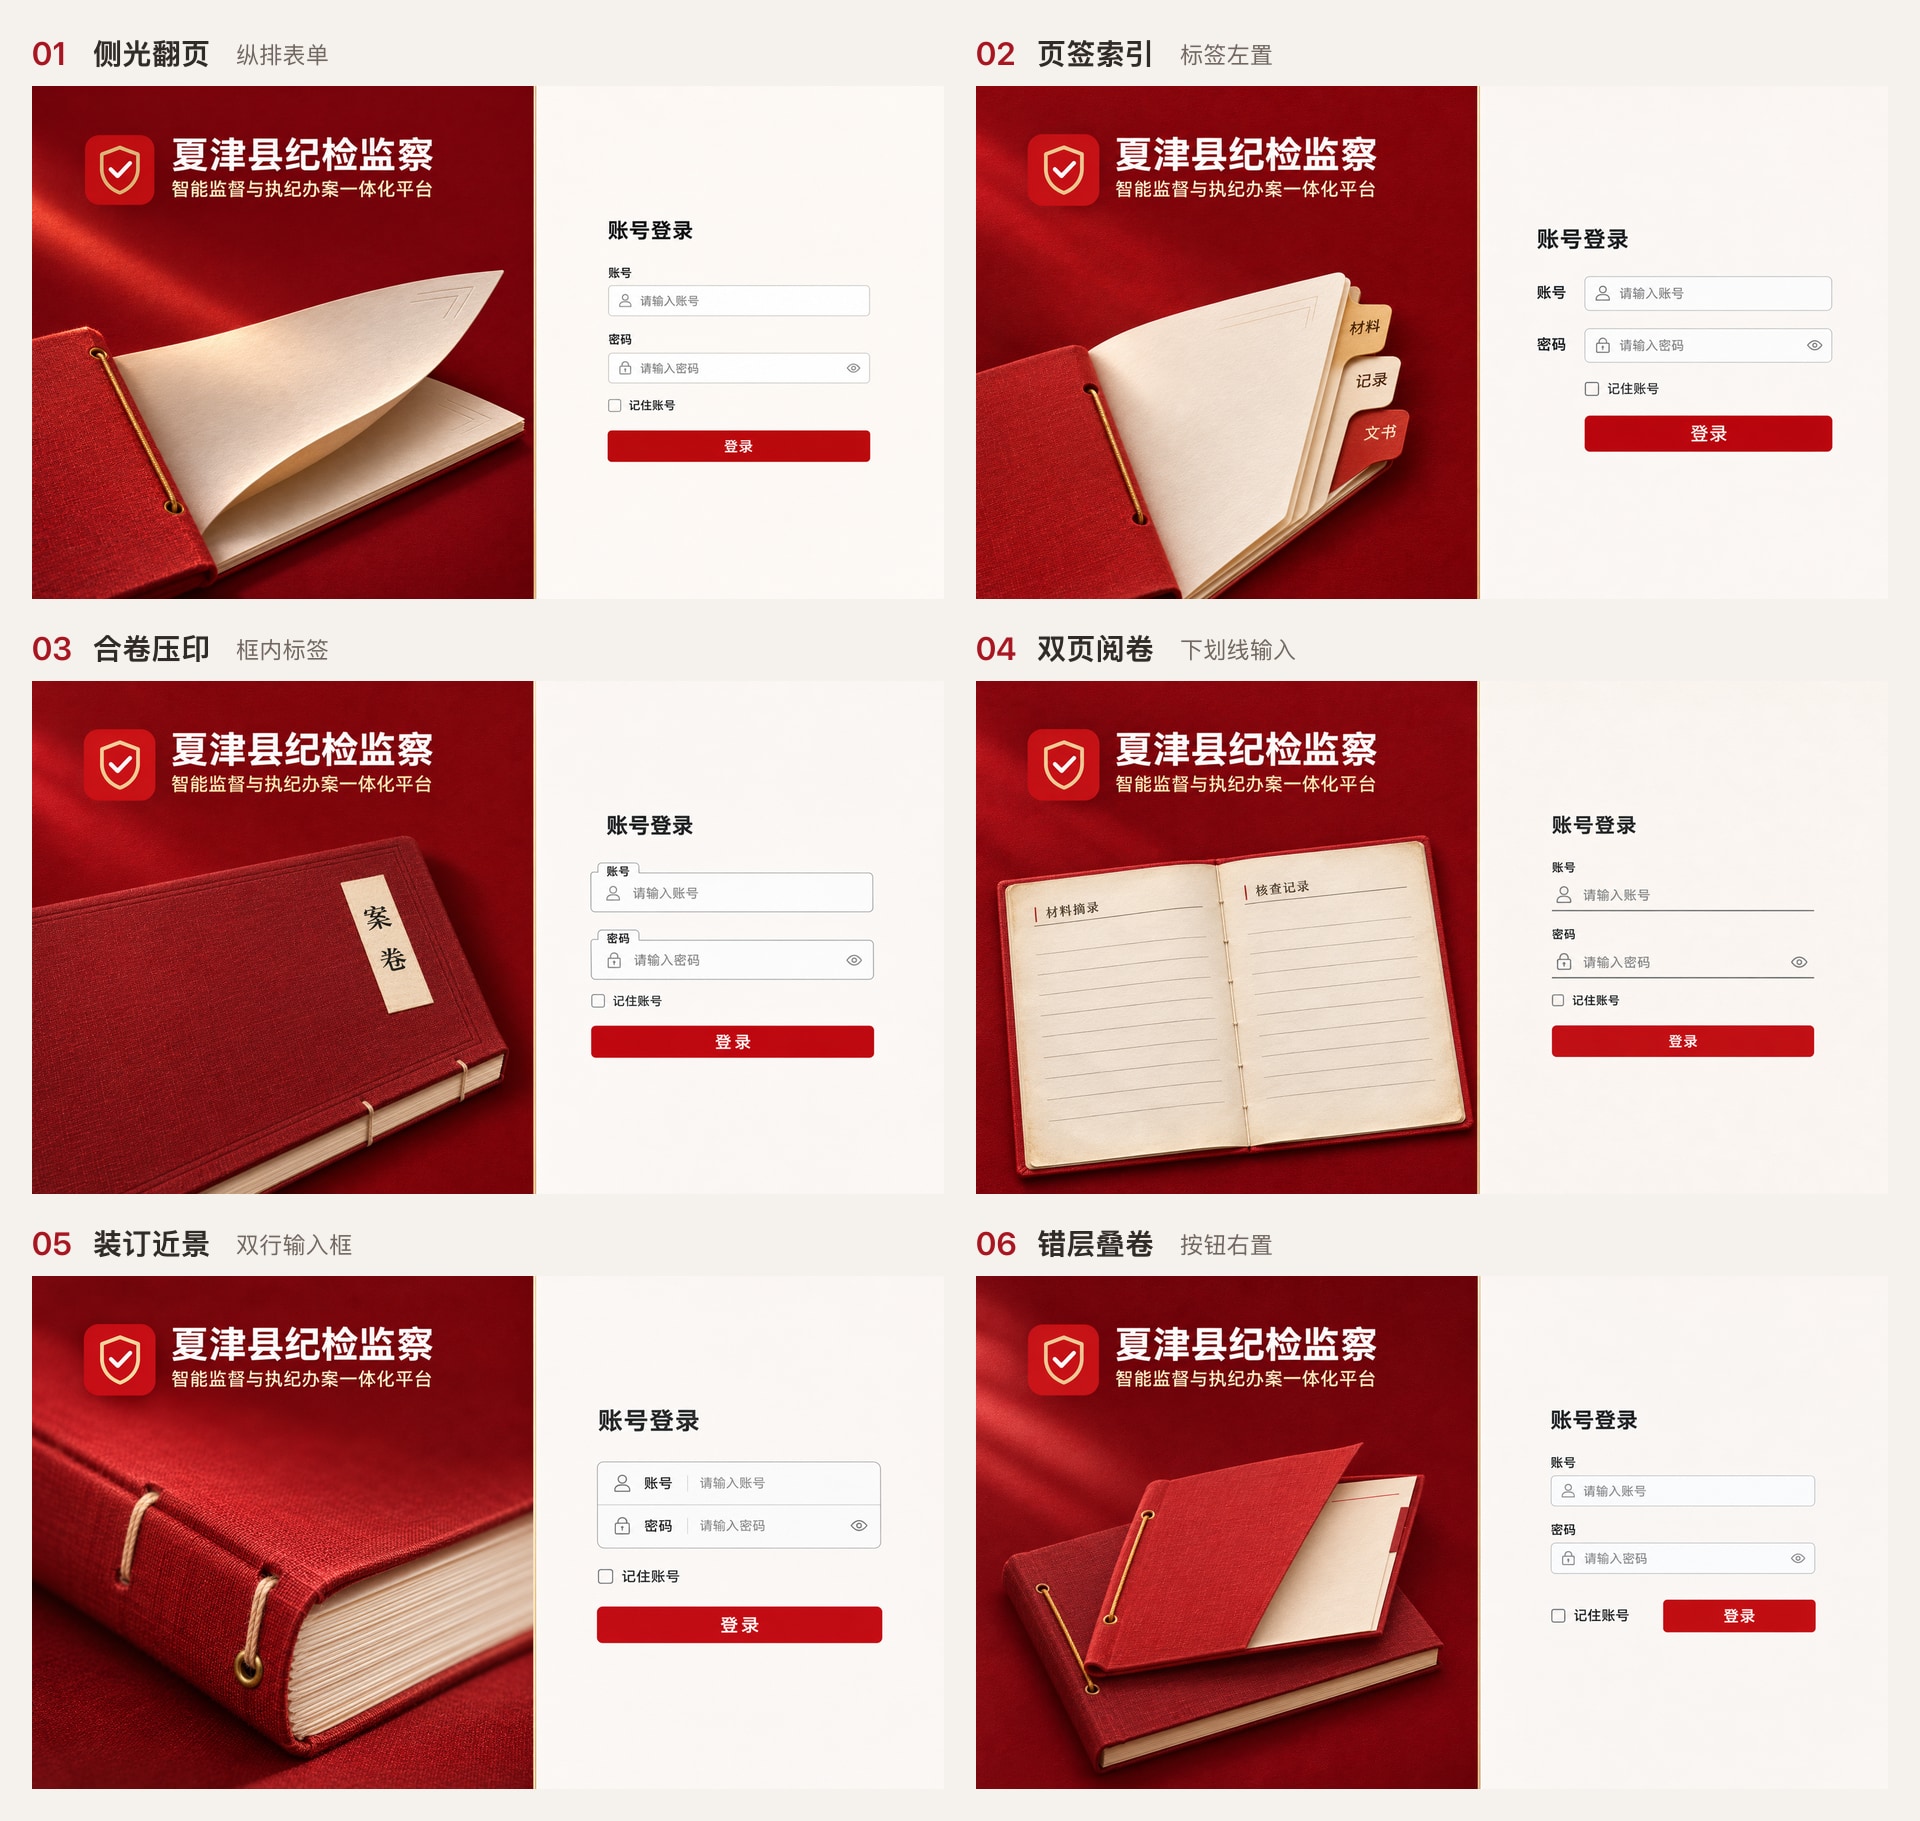 01 侧光翻页 纵排表单
夏津县纪检监察
智能监督与执纪办案一体化平台
账号登录
账号
请输入账号
密码
请输入密码
记住账号
登录
02 页签索引 标签左置
夏津县纪检监察
智能监督与执纪办案一体化平台
材料
记录
文书
账号登录
账号 请输入账号
密码 请输入密码
记住账号
登录
03 合卷压印 框内标签
夏津县纪检监察
智能监督与执纪办案一体化平台
案卷
账号登录
账号
请输入账号
密码
请输入密码
记住账号
登录
04 双页阅卷 下划线输入
夏津县纪检监察
智能监督与执纪办案一体化平台
材料摘录
核查记录
账号登录
账号
请输入账号
密码
请输入密码
记住账号
登录
05 装订近景 双行输入框
夏津县纪检监察
智能监督与执纪办案一体化平台
账号登录
账号 请输入账号
密码 请输入密码
记住账号
登录
06 错层叠卷 按钮右置
夏津县纪检监察
智能监督与执纪办案一体化平台
账号登录
账号
请输入账号
密码
请输入密码
记住账号 登录